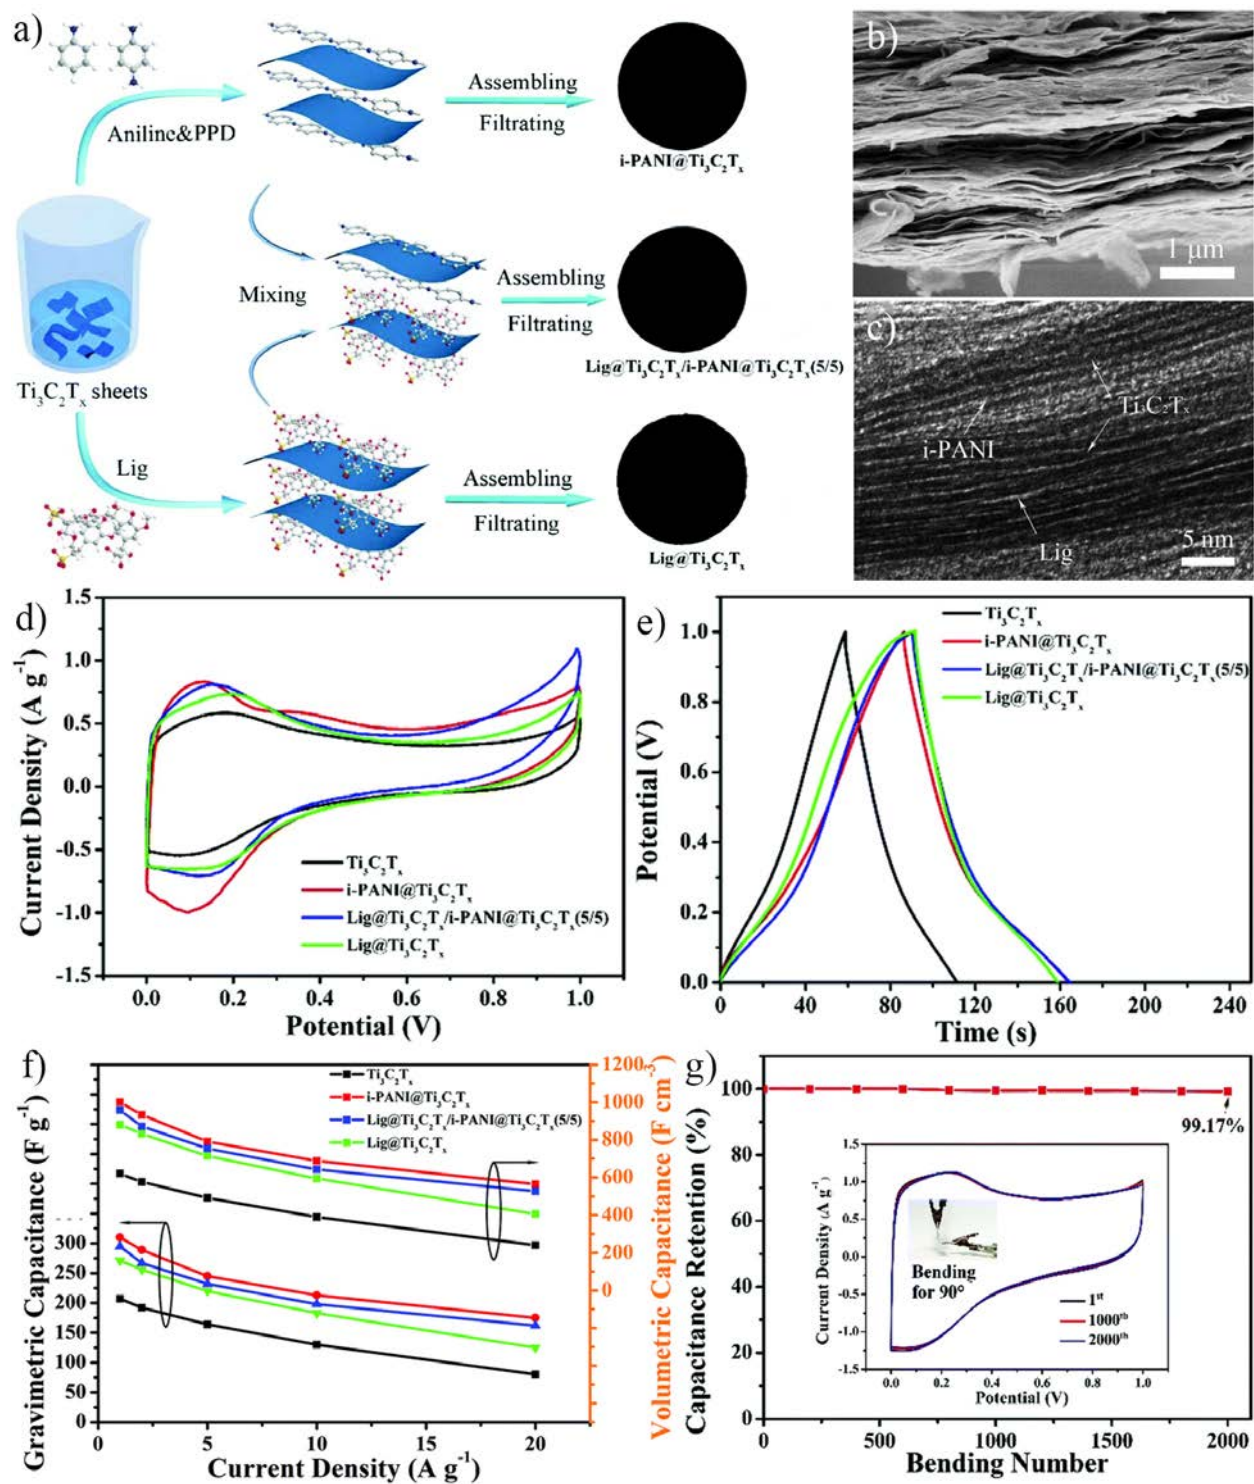 a)
Aniline&PPD
Assembling
Filtrating
i-PANI@Ti₃C₂Tₓ
Mixing
Assembling
Filtrating
Lig@Ti₃C₂Tₓ/i-PANI@Ti₃C₂Tₓ(5/5)
Ti₃C₂Tₓ sheets
Lig
Assembling
Filtrating
Lig@Ti₃C₂Tₓ
b)
1 μm
c)
Ti₃C₂Tₓ
i-PANI
Lig
5 nm
d)
Current Density (A g⁻¹)
1.5
1.0
0.5
0.0
-0.5
-1.0
-1.5
Ti₃C₂Tₓ
i-PANI@Ti₃C₂Tₓ
Lig@Ti₃C₂Tₓ/i-PANI@Ti₃C₂Tₓ(5/5)
Lig@Ti₃C₂Tₓ
0.0 0.2 0.4 0.6 0.8 1.0
Potential (V)
e)
Potential (V)
1.0
0.8
0.6
0.4
0.2
0.0
Ti₃C₂Tₓ
i-PANI@Ti₃C₂Tₓ
Lig@Ti₃C₂Tₓ/i-PANI@Ti₃C₂Tₓ(5/5)
Lig@Ti₃C₂Tₓ
0 40 80 120 160 200 240
Time (s)
f)
Gravimetric Capacitance (F g⁻¹)
300
250
200
150
100
50
0
Ti₃C₂Tₓ
i-PANI@Ti₃C₂Tₓ
Lig@Ti₃C₂Tₓ/i-PANI@Ti₃C₂Tₓ(5/5)
Lig@Ti₃C₂Tₓ
1200
1000
800
600
400
200
0
Volumetric Capacitance (F cm⁻³)
0 5 10 15 20
Current Density (A g⁻¹)
g)
Capacitance Retention (%)
100
80
60
40
20
0
99.17%
Current Density (A g⁻¹)
1.5
1.0
0.5
0.0
-0.5
-1.0
-1.5
Bending
for 90°
1ˢᵗ
1000ᵗʰ
2000ᵗʰ
0.0 0.2 0.4 0.6 0.8 1.0
Potential (V)
0 500 1000 1500 2000
Bending Number